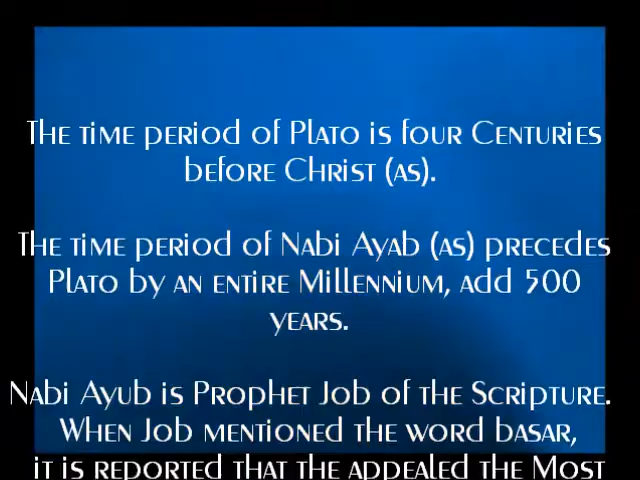 The time period of Plato is four Centuries
before Christ (as).
The time period of Nabi Ayab (as) precedes
Plato by an entire Millennium, add 500
years.
Nabi Ayub is Prophet Job of the Scripture.
When Job mentioned the word basar,
it is reported that the appealed the Most